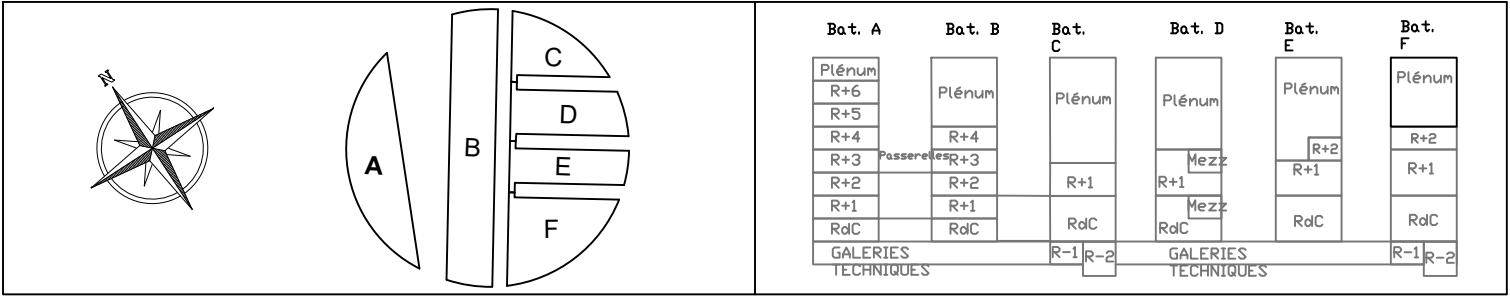 N
A
B
C
D
E
F
Bat. A
Bat. B
Bat. C
Bat. D
Bat. E
Bat. F
Plénum
R+6
R+5
R+4
R+3
R+2
R+1
RdC
Passerelles
Plénum
R+4
R+3
R+2
R+1
RdC
Plénum
R+1
RdC
R-1
R-2
Plénum
Mezz
R+1
Mezz
RdC
Plénum
R+2
R+1
RdC
Plénum
R+2
R+1
RdC
R-1
R-2
GALERIES
TECHNIQUES
GALERIES
TECHNIQUES